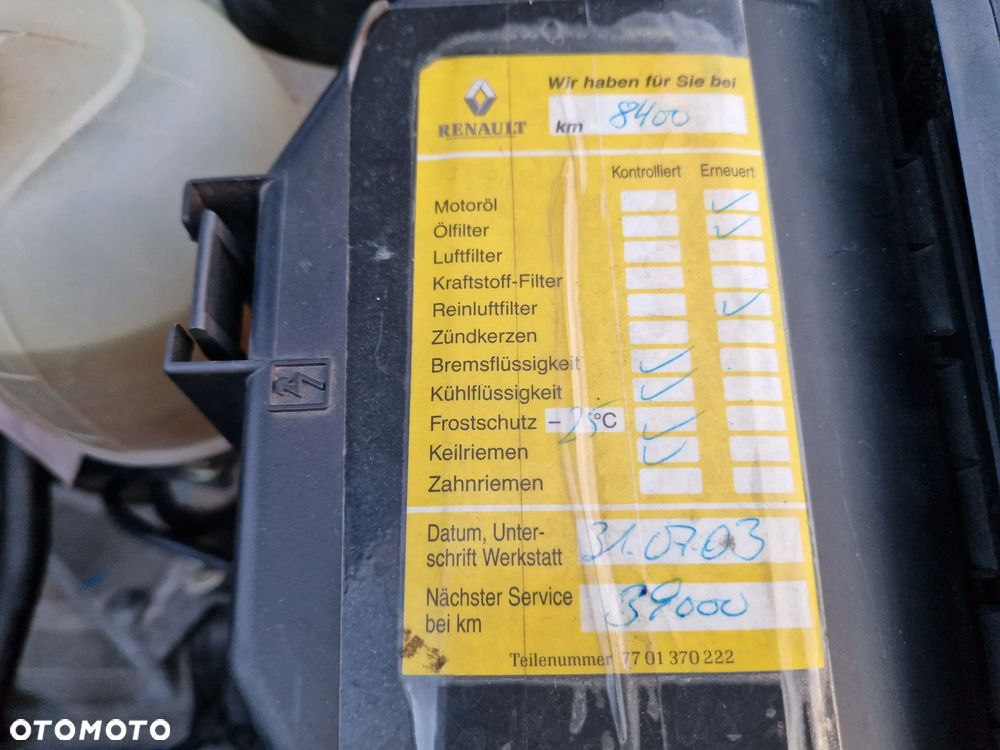 Wir haben für Sie bei
RENAULT
km 8400
Kontrolliert Erneuert
Motoröl ✓
Ölfilter ✓
Luftfilter
Kraftstoff-Filter
Reinluftfilter ✓
Zündkerzen
Bremsflüssigkeit ✓
Kühlflüssigkeit ✓
Frostschutz – 25 °C ✓
Keilriemen ✓
Zahnriemen
Datum, Unter-
schrift Werkstatt 31.07.03
Nächster Service
bei km 39000
Teilenummer 77 01 370 222
OTOMOTO